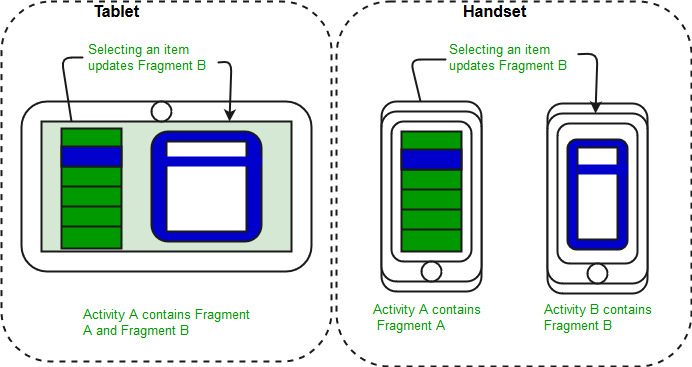 Tablet
Selecting an item
updates Fragment B
Activity A contains Fragment
A and Fragment B
Handset
Selecting an item
updates Fragment B
Activity A contains
Fragment A
Activity B contains
Fragment B